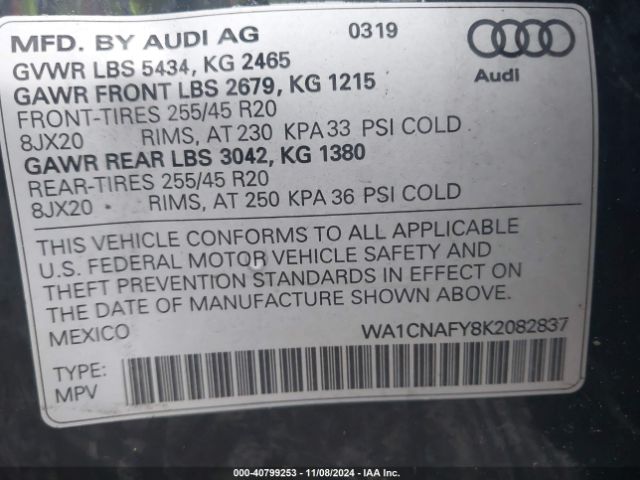 MFD. BY AUDI AG 0319
GVWR LBS 5434, KG 2465
Audi
GAWR FRONT LBS 2679, KG 1215
FRONT-TIRES 255/45 R20
8JX20 RIMS, AT 230 KPA 33 PSI COLD
GAWR REAR LBS 3042, KG 1380
REAR-TIRES 255/45 R20
8JX20 RIMS, AT 250 KPA 36 PSI COLD
THIS VEHICLE CONFORMS TO ALL APPLICABLE
U.S. FEDERAL MOTOR VEHICLE SAFETY AND
THEFT PREVENTION STANDARDS IN EFFECT ON
THE DATE OF MANUFACTURE SHOWN ABOVE.
MEXICO WA1CNAFY8K2082837
TYPE:
MPV
000-40799253 - 11/08/2024 - IAA Inc.